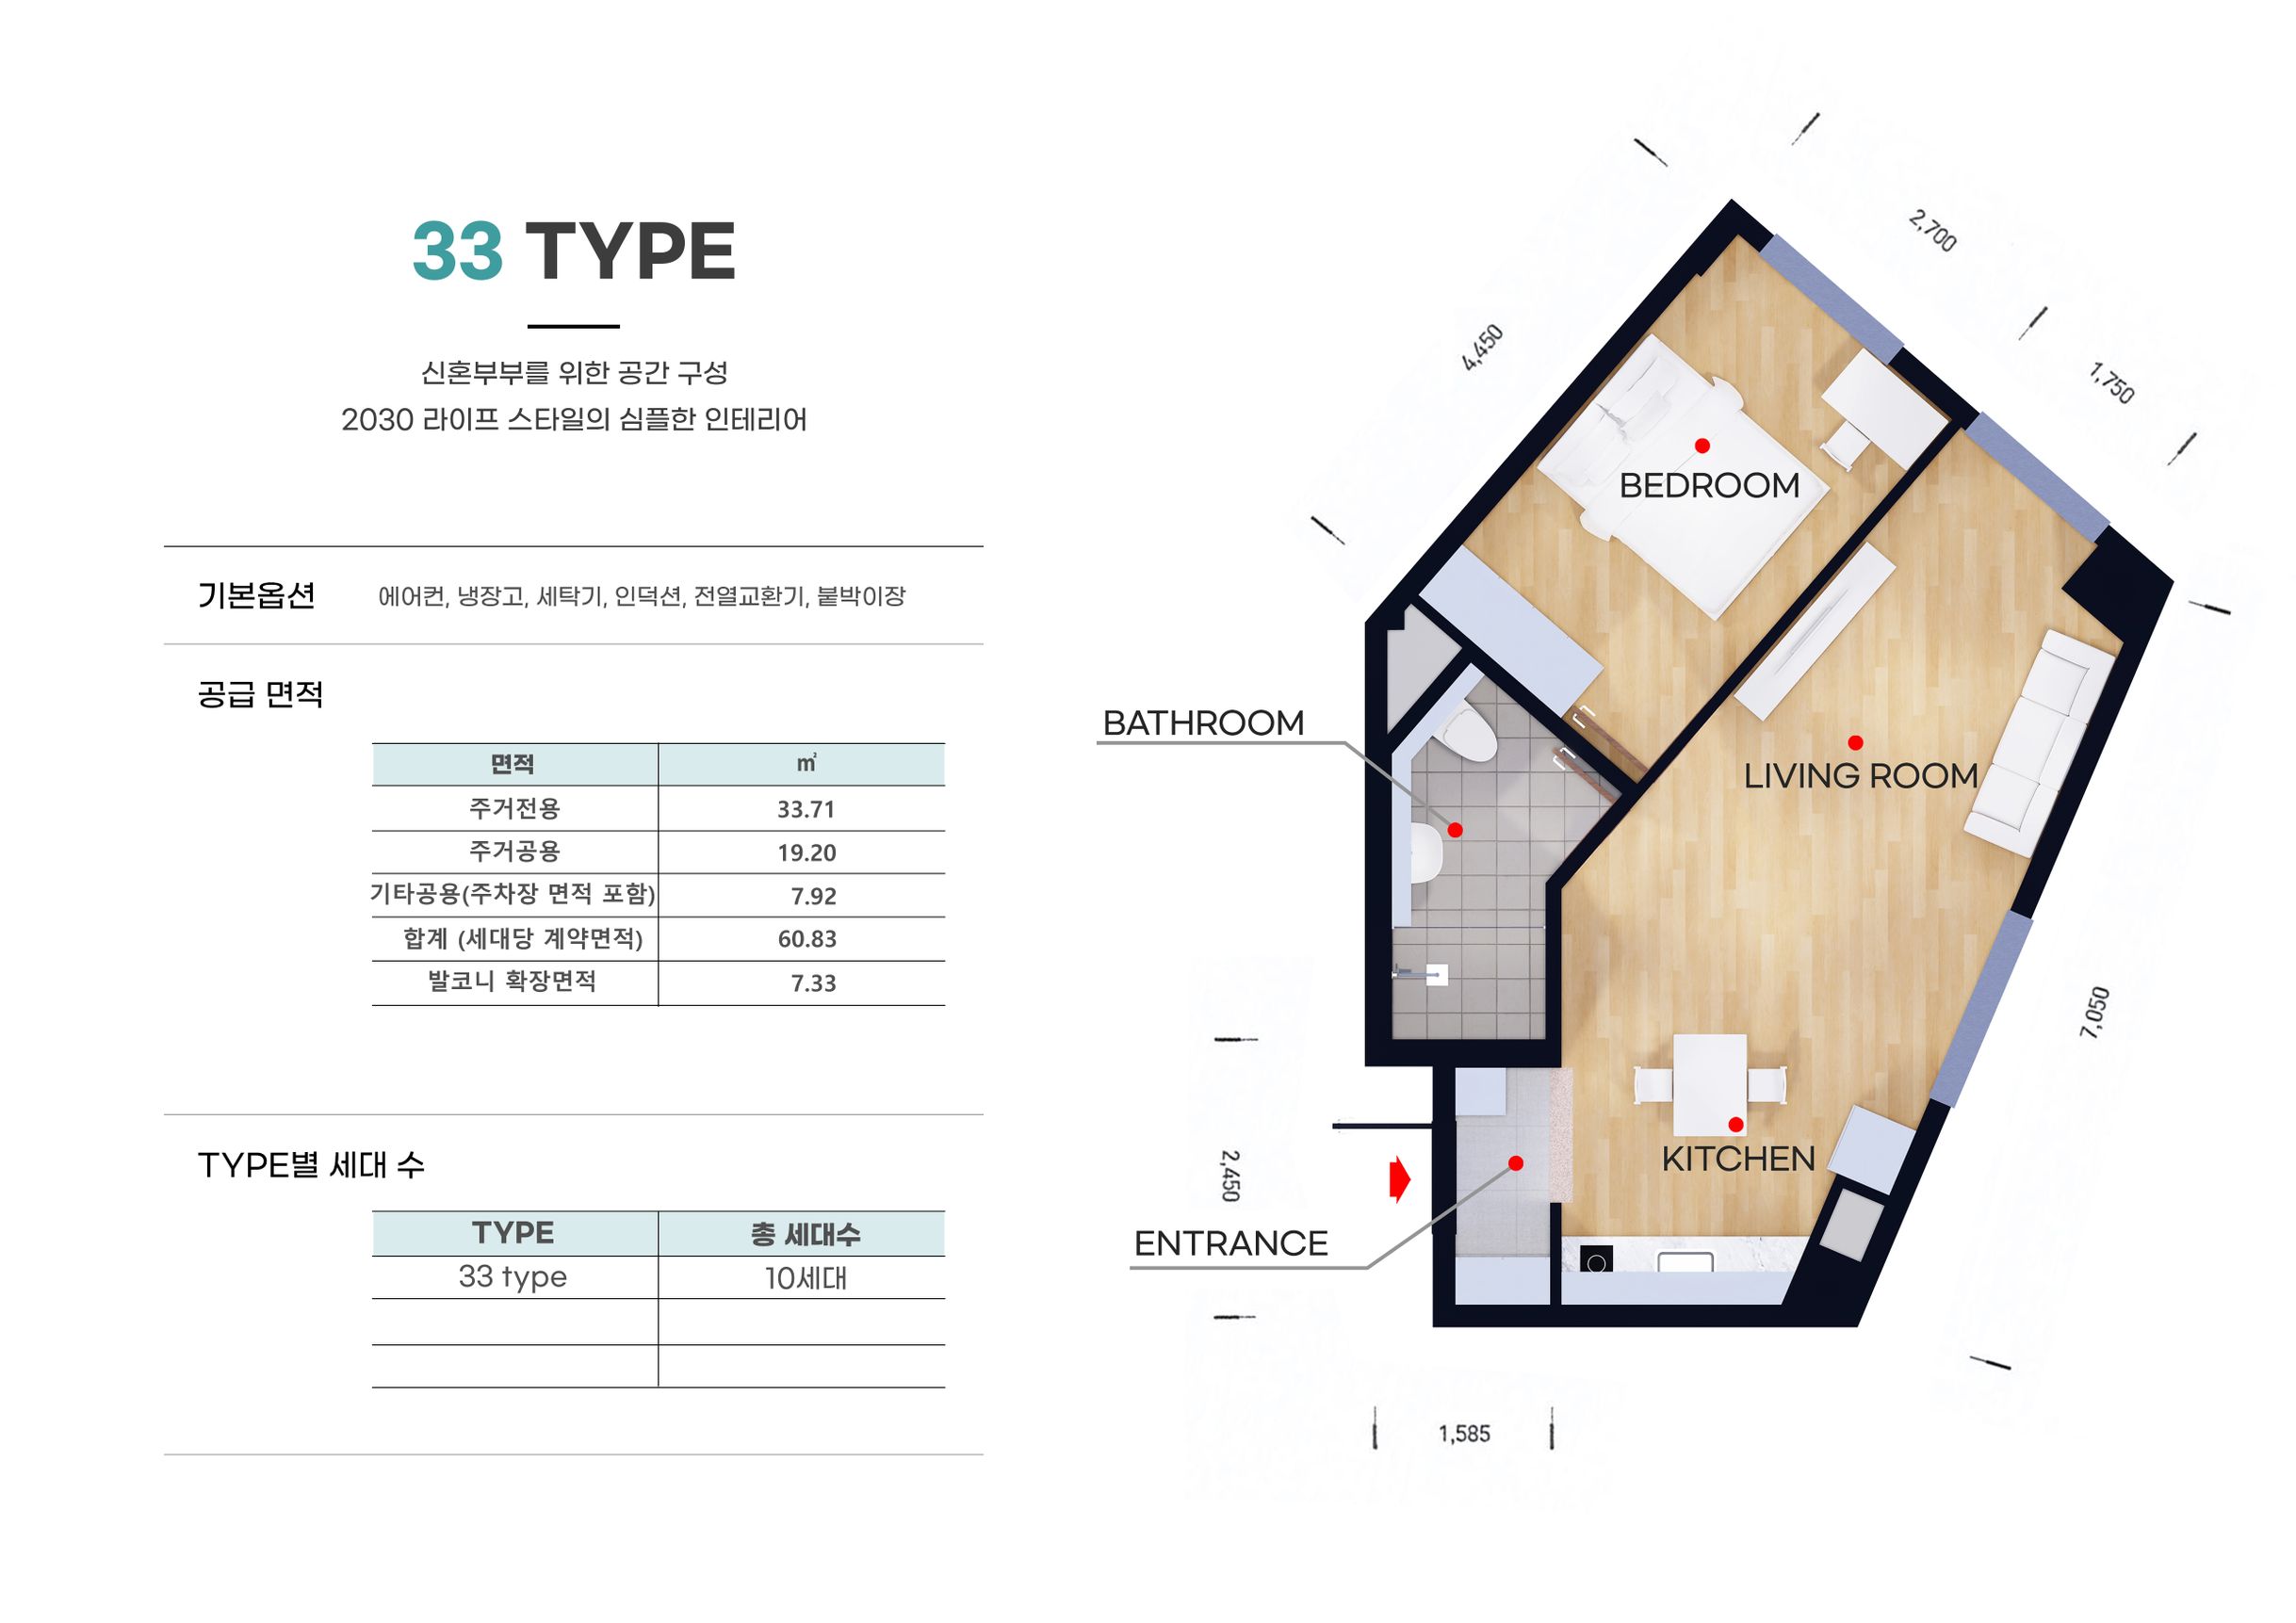 33 TYPE
신혼부부를 위한 공간 구성
2030 라이프 스타일의 심플한 인테리어
기본옵션 에어컨, 냉장고, 세탁기, 인덕션, 전열교환기, 붙박이장
공급 면적
면적 ㎡
주거전용 33.71
주거공용 19.20
기타공용(주차장 면적 포함) 7.92
합계 (세대당 계약면적) 60.83
발코니 확장면적 7.33
TYPE별 세대 수
TYPE 총 세대수
33 type 10세대
2,700
4,450
1,750
BEDROOM
BATHROOM
LIVING ROOM
7,050
KITCHEN
2,450
ENTRANCE
1,585